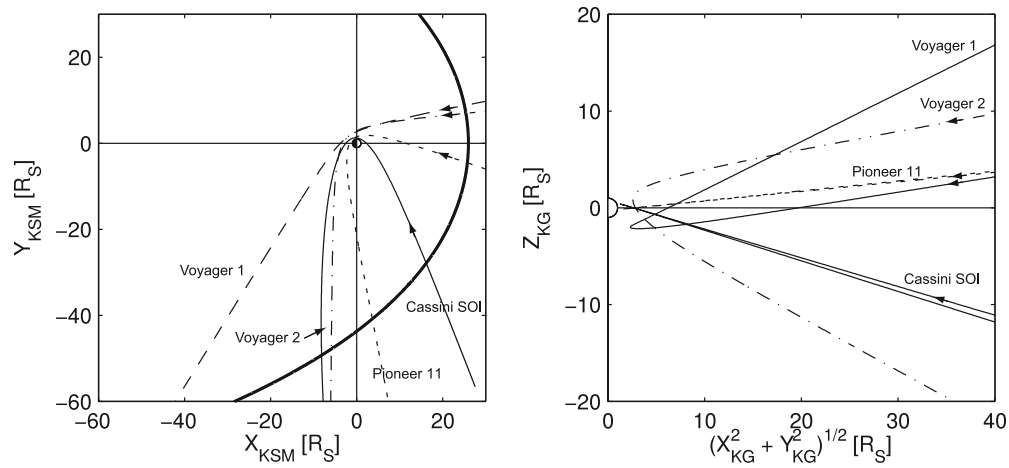 20
0
−20
−40
−60
−60
−40
−20
0
20
Y_KSM [R_S]
X_KSM [R_S]
Voyager 1
Voyager 2
Pioneer 11
Cassini SOI
20
10
0
−10
−20
0
10
20
30
40
Z_KG [R_S]
(X²_KG + Y²_KG)^1/2 [R_S]
Voyager 1
Voyager 2
Pioneer 11
Cassini SOI